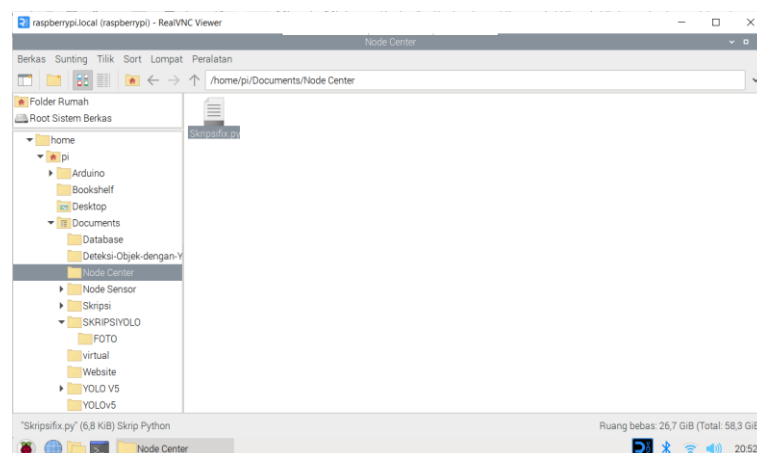 raspberrypi.local (raspberrypi) - RealVNC Viewer
Node Center
Berkas Sunting Tilik Sort Lompat Peralatan
/home/pi/Documents/Node Center
Folder Rumah
Root Sistem Berkas
home
pi
Arduino
Bookshelf
Desktop
Documents
Database
Deteksi-Objek-dengan-Y
Node Center
Node Sensor
Skripsi
SKRIPSIYOLO
FOTO
virtual
Website
YOLO V5
YOLOv5
Skripsifix.py
"Skripsifix.py" (6,8 KiB) Skrip Python
Ruang bebas: 26,7 GiB (Total: 58,3 GiB
Node Center
20:52